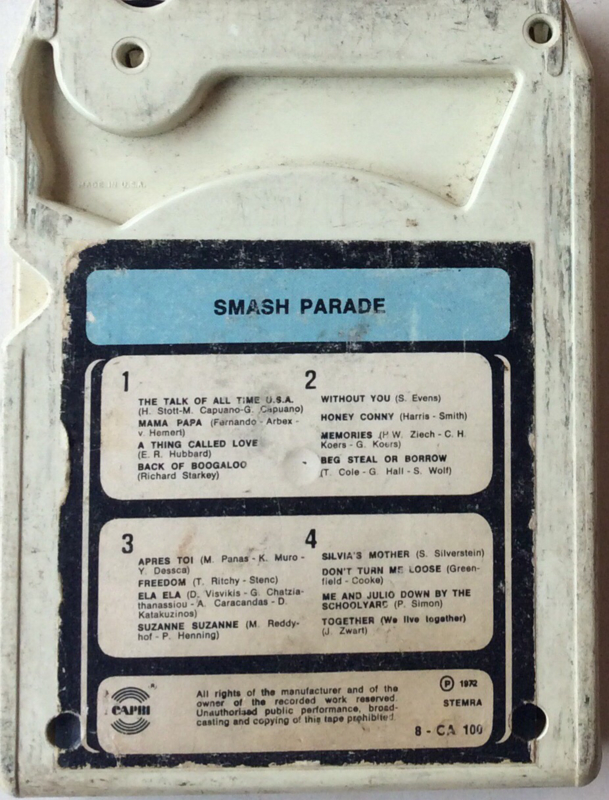 MADE IN U.S.A.
SMASH PARADE
1
THE TALK OF ALL TIME U.S.A.
(H. Stott-M. Capuano-G. Capuano)
MAMA PAPA (Fernando - Arbex -
v Hemert)
A THING CALLED LOVE
(E. R. Hubbard)
BACK OF BOOGALOO
(Richard Starkey)
2
WITHOUT YOU (S. Evens)
HONEY CONNY (Harris - Smith)
MEMORIES (P.W. Ziech - C. H.
Koers - G. Koers)
BEG STEAL OR BORROW
(T. Cole - G. Hall - S. Wolf)
3
APRES TOI (M. Panas - K. Muro -
Y. Dessca)
FREEDOM (T. Ritchy - Stenc)
ELA ELA (D. Visvikis - G. Chatzia-
thanassiou - A. Caracandas - D.
Katakuzinos)
SUZANNE SUZANNE (M. Reddy-
hof - P. Henning)
4
SILVIA'S MOTHER (S. Silverstein)
DON'T TURN ME LOOSE (Green-
field - Cooke)
ME AND JULIO DOWN BY THE
SCHOOLYARD (P. Simon)
TOGETHER (We live together)
(J. Zwart)
CAPRI
All rights of the manufacturer and of the
owner of the recorded work reserved.
Unauthorised public performance, broad-
casting and copying of this tape prohibited
℗ 1972
STEMRA
8 - CA 100